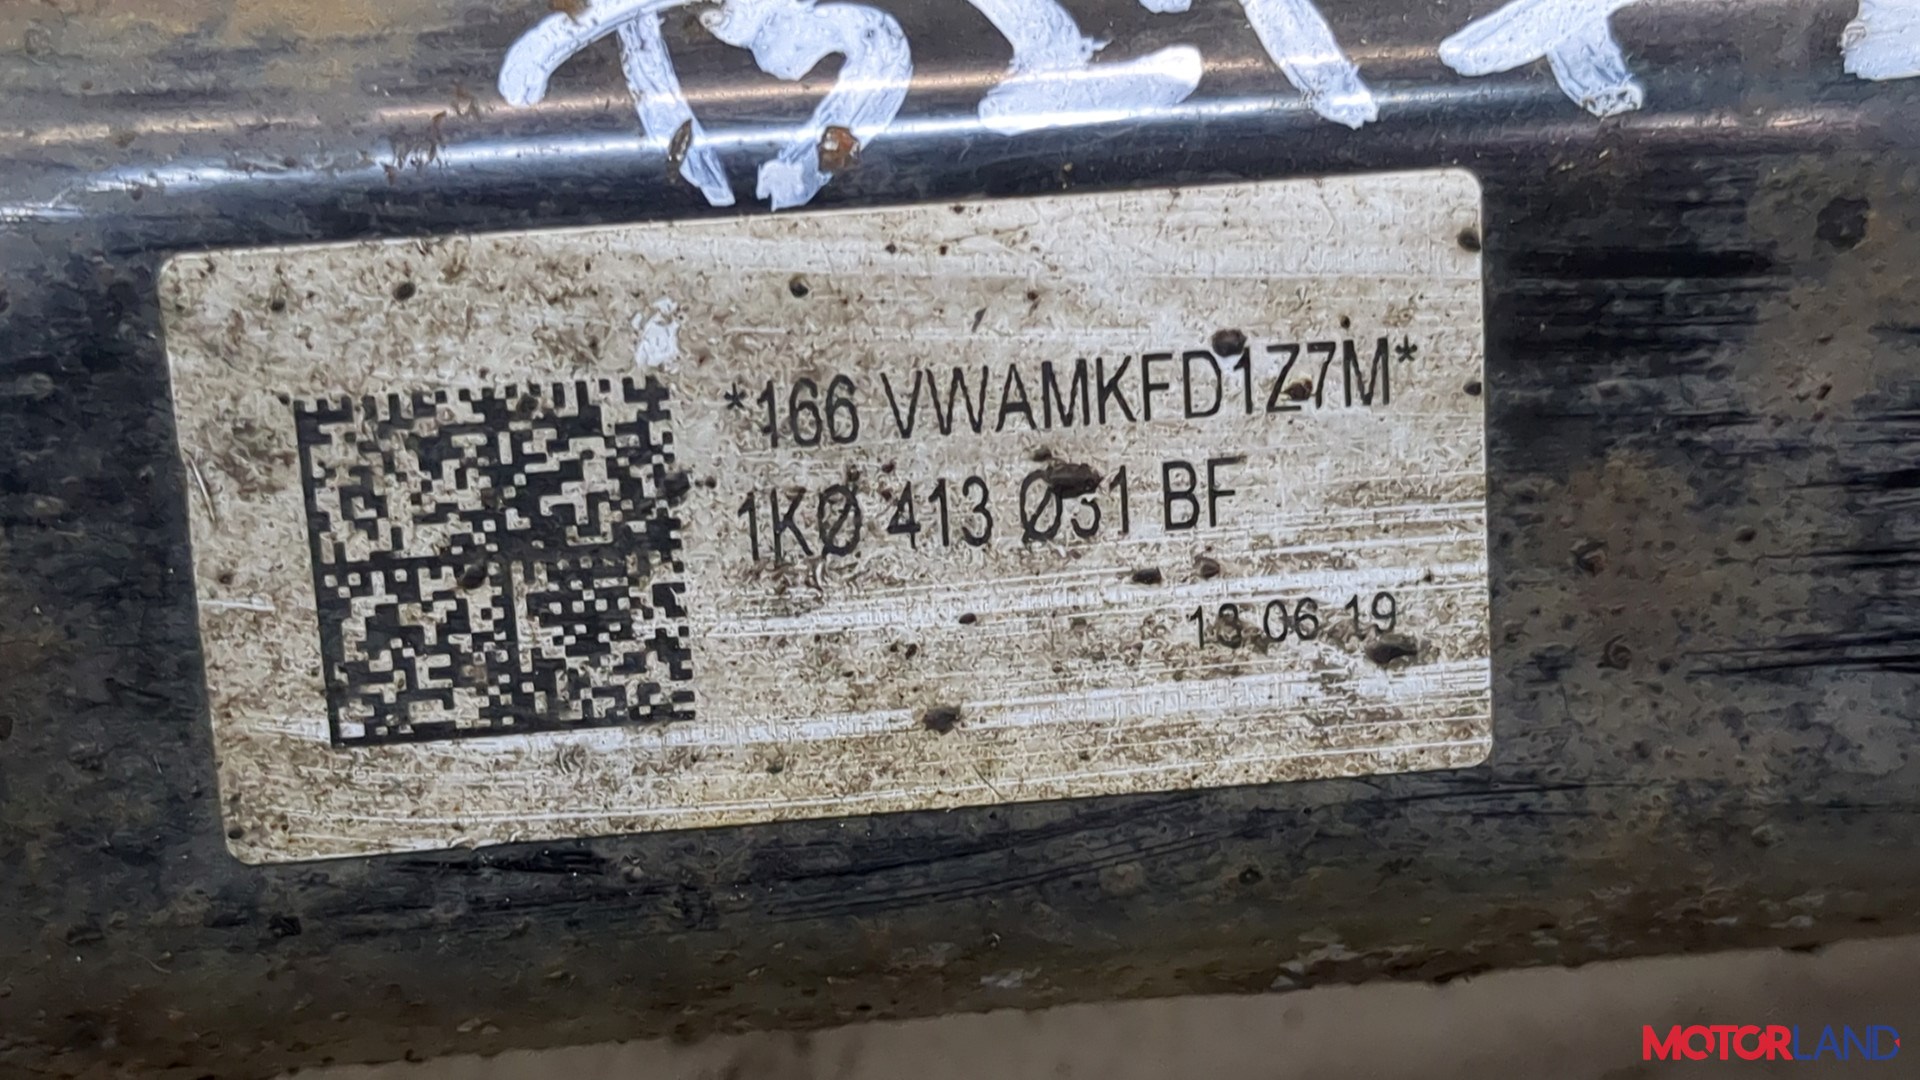 *166 VWAMKFD1Z7M*
1KØ 413 Ø31 BF
13 06 19
MOTORLAND